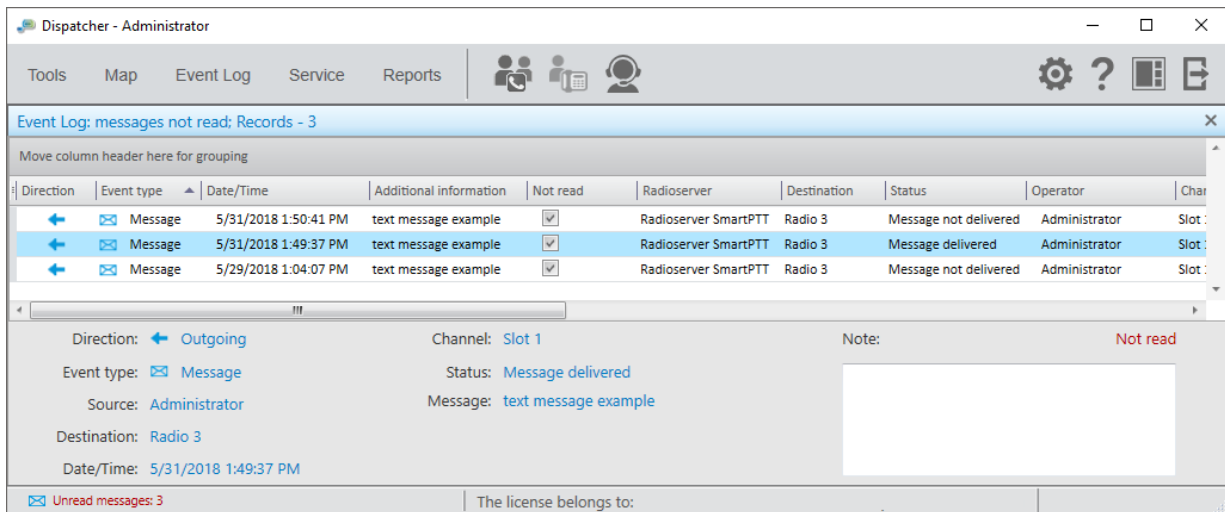 Dispatcher - Administrator
Tools Map Event Log Service Reports
Event Log: messages not read; Records - 3
Move column header here for grouping
Direction Event type Date/Time Additional information Not read Radioserver Destination Status Operator Char
Message 5/31/2018 1:50:41 PM text message example Radioserver SmartPTT Radio 3 Message not delivered Administrator Slot
Message 5/31/2018 1:49:37 PM text message example Radioserver SmartPTT Radio 3 Message delivered Administrator Slot
Message 5/29/2018 1:04:07 PM text message example Radioserver SmartPTT Radio 3 Message not delivered Administrator Slot
Direction: Outgoing Channel: Slot 1 Note: Not read
Event type: Message Status: Message delivered
Source: Administrator Message: text message example
Destination: Radio 3
Date/Time: 5/31/2018 1:49:37 PM
Unread messages: 3 The license belongs to: